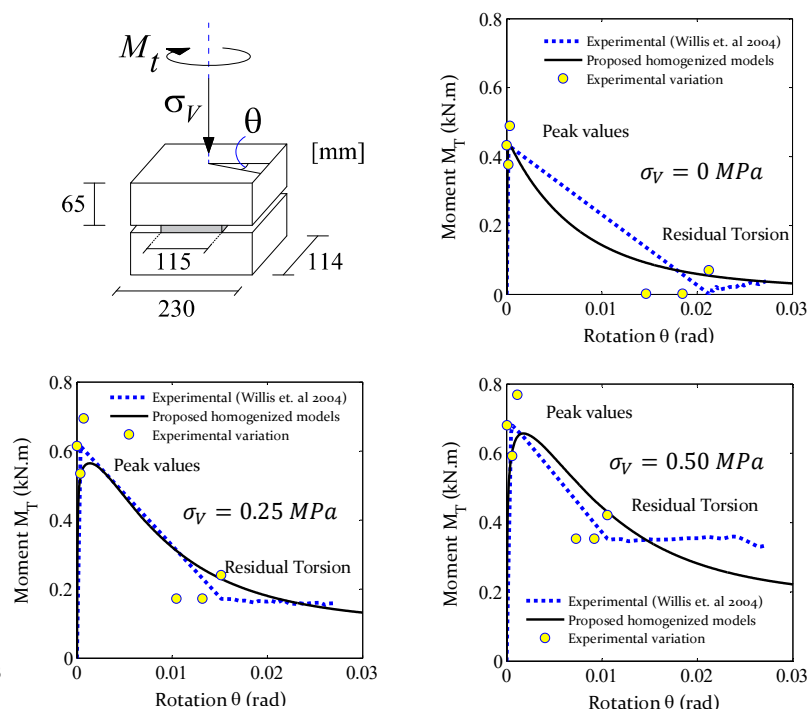 M_t
σ_V
θ
[mm]
65
115
114
230
0.8
0.6
0.4
0.2
0
Moment M_T (kN.m)
Experimental (Willis et. al 2004)
Proposed homogenized models
Experimental variation
Peak values
σ_V = 0 MPa
Residual Torsion
0 0.01 0.02 0.03
Rotation θ (rad)
0.8
0.6
0.4
0.2
0
Moment M_T (kN.m)
Experimental (Willis et. al 2004)
Proposed homogenized models
Experimental variation
Peak values
σ_V = 0.25 MPa
Residual Torsion
0 0.01 0.02 0.03
Rotation θ (rad)
0.8
0.6
0.4
0.2
0
Moment M_T (kN.m)
Peak values
σ_V = 0.50 MPa
Residual Torsion
Experimental (Willis et. al 2004)
Proposed homogenized models
Experimental variation
0 0.01 0.02 0.03
Rotation θ (rad)